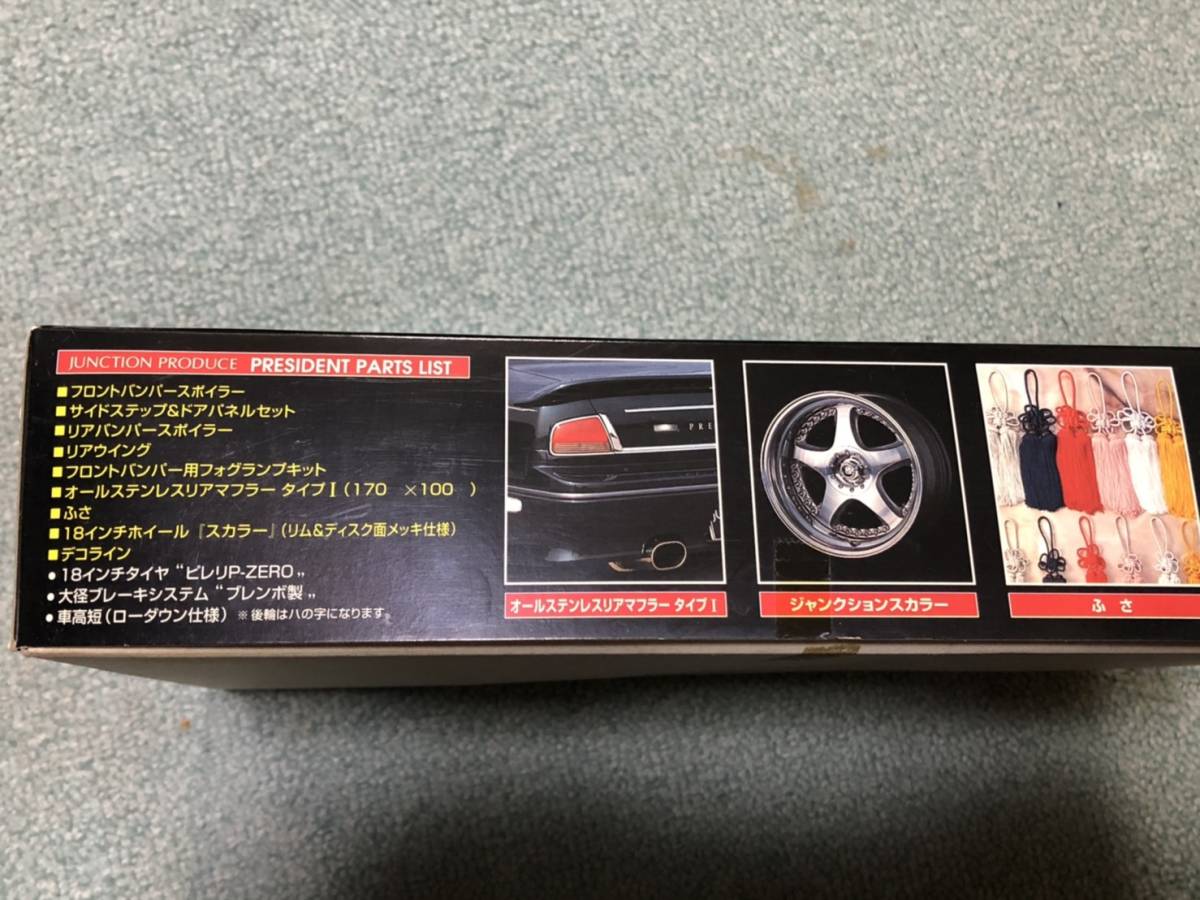 JUNCTION PRODUCE PRESIDENT PARTS LIST
■フロントバンパースポイラー
■サイドステップ&ドアパネルセット
■リアバンパースポイラー
■リアウイング
■フロントバンパー用フォグランプキット
■オールステンレスリアマフラー タイプⅠ(170 ×100 )
■ふさ
■18インチホイール『スカラー』(リム&ディスク面メッキ仕様)
■デコライン
●18インチタイヤ“ピレリP-ZERO„
●大径ブレーキシステム“ブレンボ製„
●車高短(ローダウン仕様) ※後輪はハの字になります。
PRE
オールステンレスリアマフラー タイプⅠ
ジャンクションスカラー
ふさ